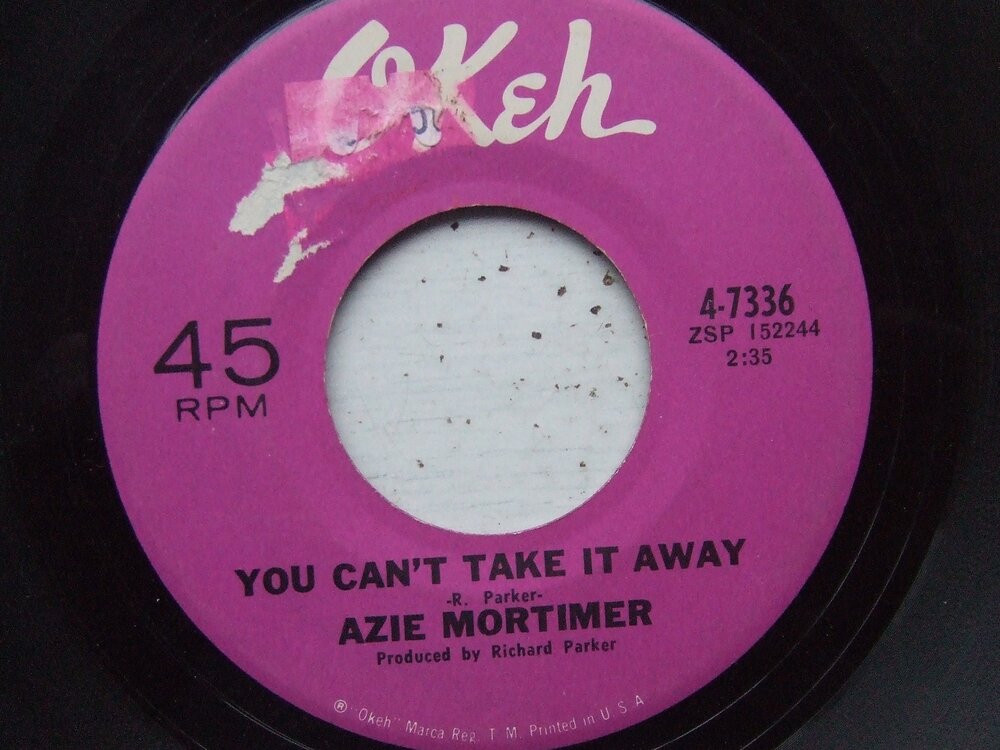 OKeh
4-7336
ZSP 152244
2:35
45
RPM
YOU CAN'T TAKE IT AWAY
-R. Parker-
AZIE MORTIMER
Produced by Richard Parker
® "Okeh" Marca Reg. T M. Printed in U S A